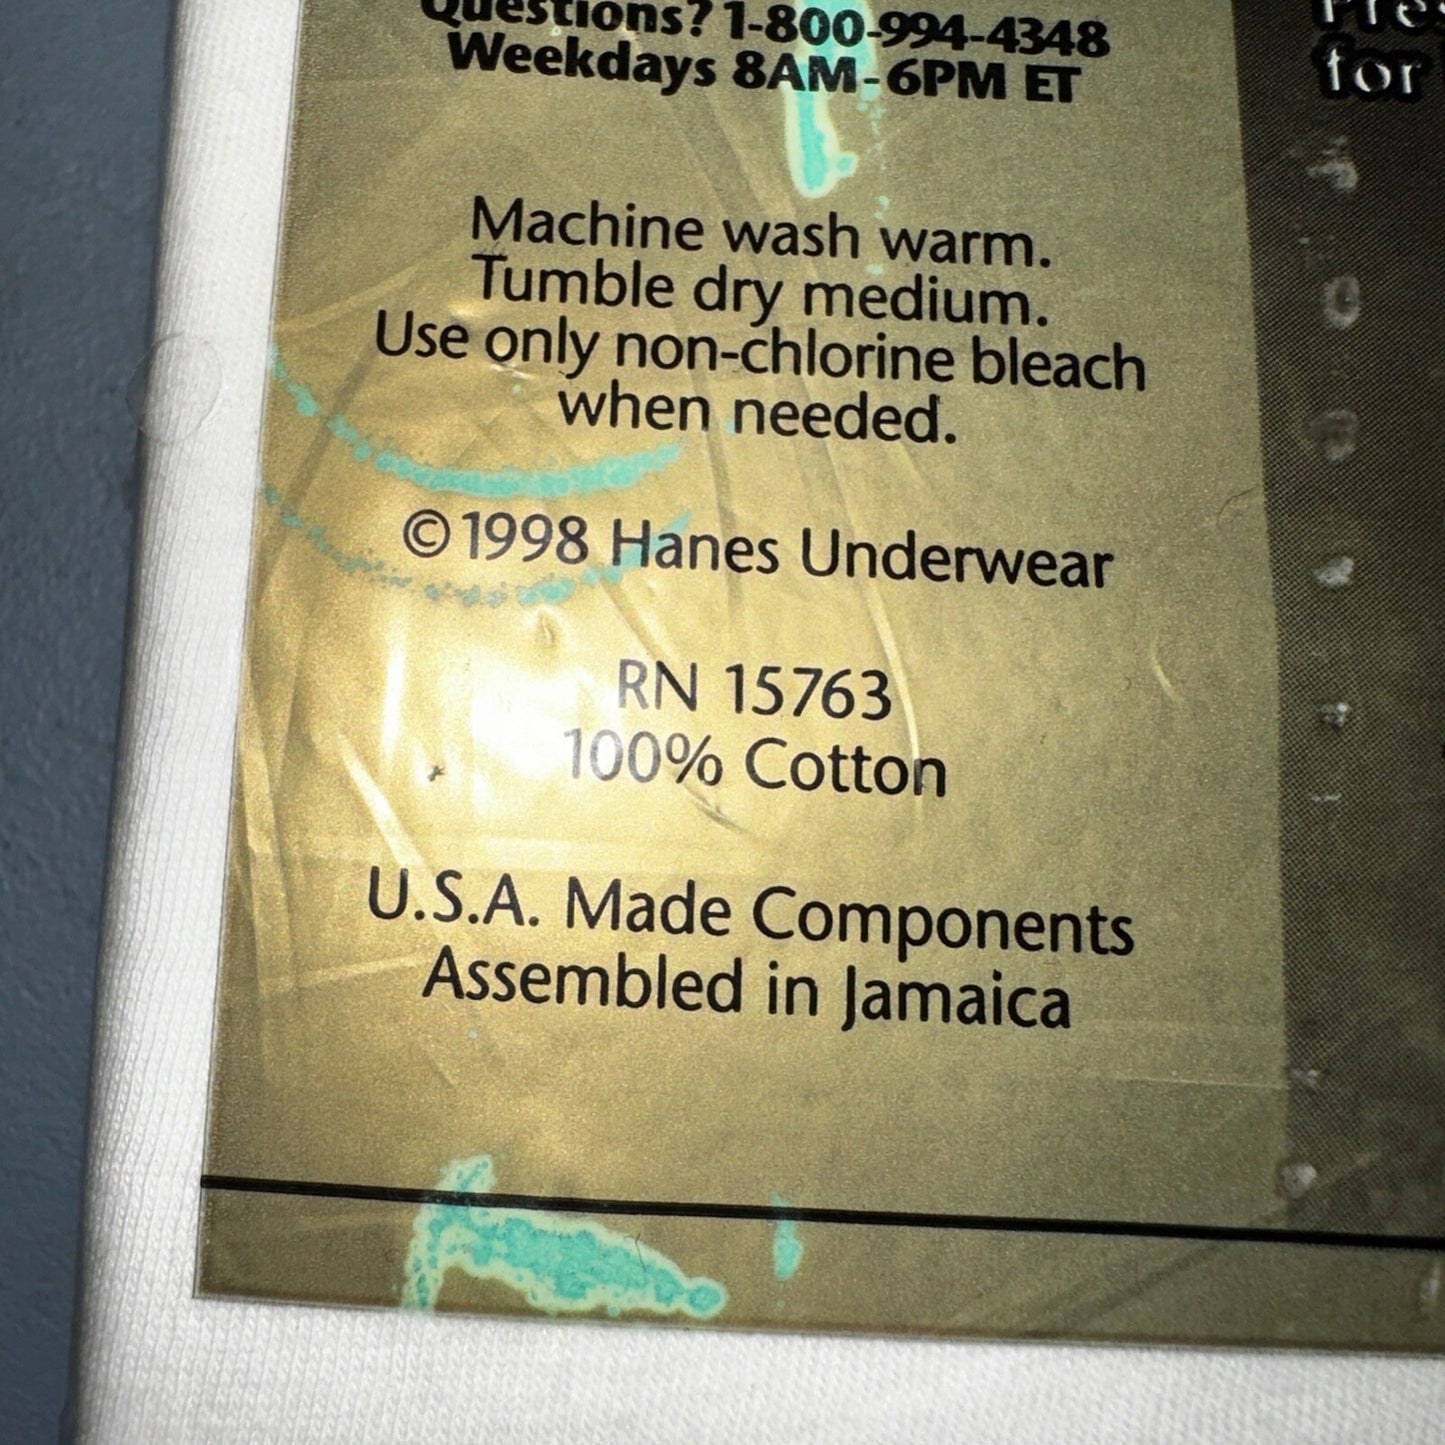 Questions? 1-800-994-4348
Weekdays 8AM-6PM ET
Machine wash warm.
Tumble dry medium.
Use only non-chlorine bleach
when needed.
©1998 Hanes Underwear
RN 15763
100% Cotton
U.S.A. Made Components
Assembled in Jamaica
for